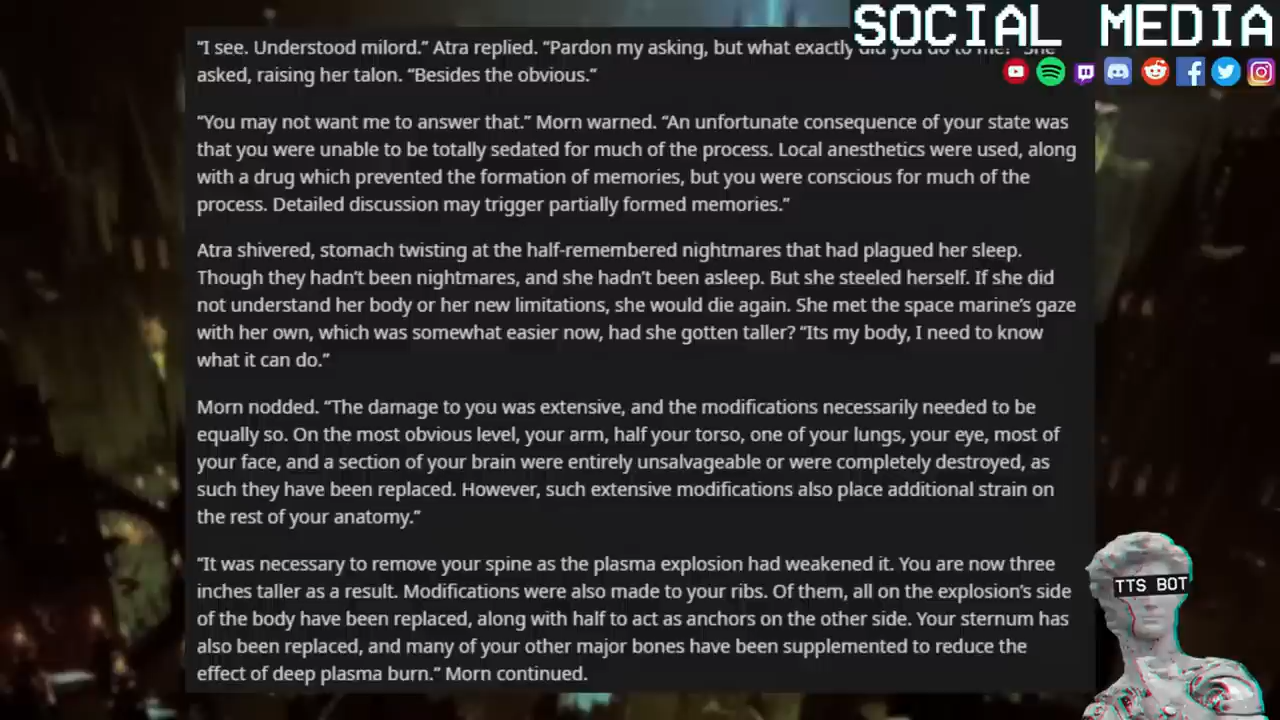 SOCIAL MEDIA
“I see. Understood milord.” Atra replied. “Pardon my asking, but what exactly did you do to me?” She
asked, raising her talon. “Besides the obvious.“
“You may not want me to answer that.” Morn warned. “An unfortunate consequence of your state was
that you were unable to be totally sedated for much of the process. Local anesthetics were used, along
with a drug which prevented the formation of memories, but you were conscious for much of the
process. Detailed discussion may trigger partially formed memories.”
Atra shivered, stomach twisting at the half-remembered nightmares that had plagued her sleep.
Though they hadn’t been nightmares, and she hadn’t been asleep. But she steeled herself. If she did
not understand her body or her new limitations, she would die again. She met the space marine’s gaze
with her own, which was somewhat easier now, had she gotten taller? “Its my body, I need to know
what it can do.”
Morn nodded. “The damage to you was extensive, and the modifications necessarily needed to be
equally so. On the most obvious level, your arm, half your torso, one of your lungs, your eye, most of
your face, and a section of your brain were entirely unsalvageable or were completely destroyed, as
such they have been replaced. However, such extensive modifications also place additional strain on
the rest of your anatomy.”
“It was necessary to remove your spine as the plasma explosion had weakened it. You are now three
inches taller as a result. Modifications were also made to your ribs. Of them, all on the explosion’s side
of the body have been replaced, along with half to act as anchors on the other side. Your sternum has
also been replaced, and many of your other major bones have been supplemented to reduce the
effect of deep plasma burn.” Morn continued.
TTS BOT